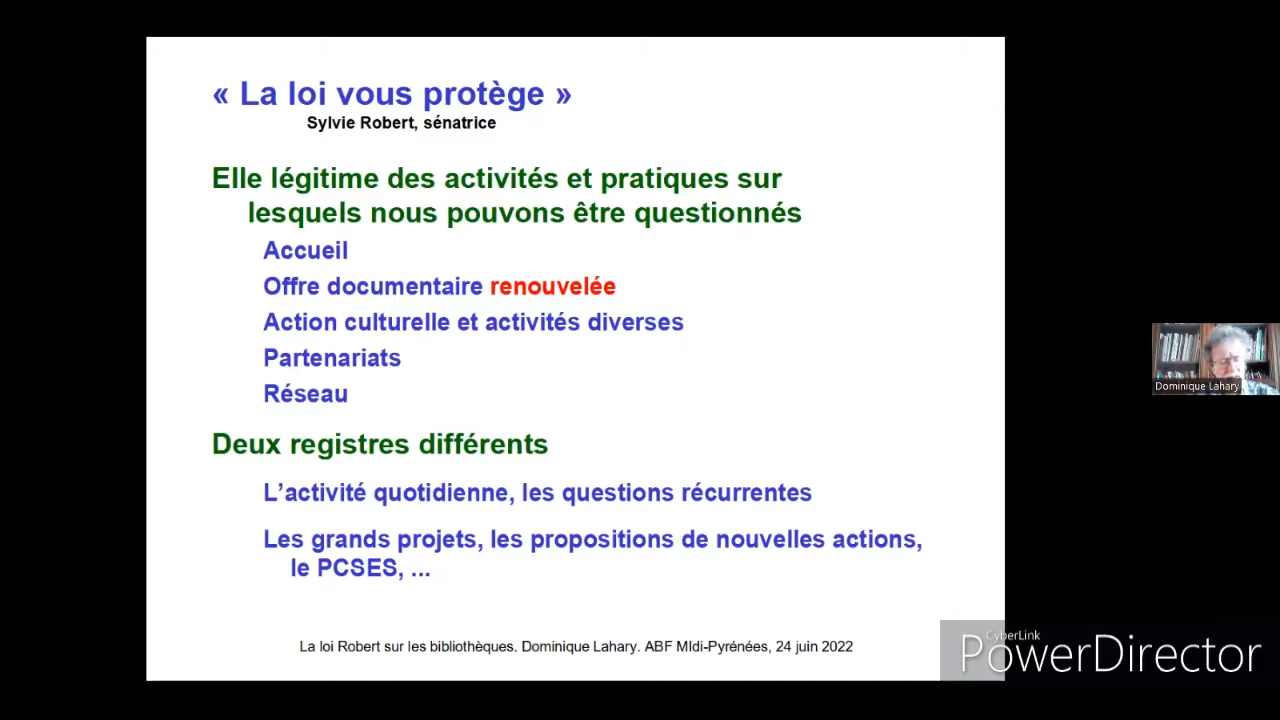 « La loi vous protège »
Sylvie Robert, sénatrice
Elle légitime des activités et pratiques sur
lesquels nous pouvons être questionnés
Accueil
Offre documentaire renouvelée
Action culturelle et activités diverses
Partenariats
Réseau
Deux registres différents
L'activité quotidienne, les questions récurrentes
Les grands projets, les propositions de nouvelles actions,
le PCSES, ...
La loi Robert sur les bibliothèques. Dominique Lahary. ABF MIdi-Pyrénées, 24 juin 2022
Dominique Lahary
CyberLink
PowerDirector